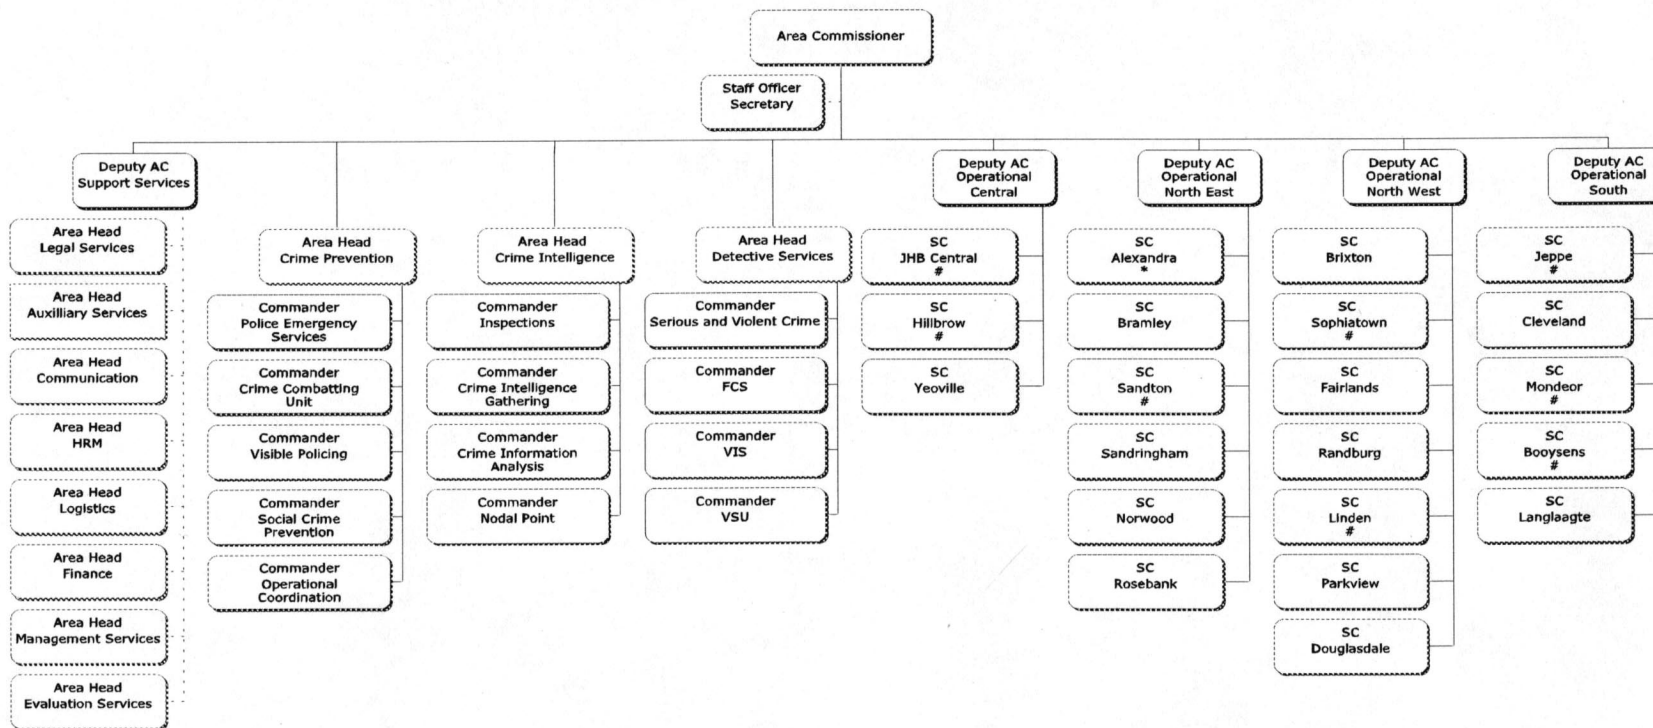 Area Commissioner
Staff Officer
Secretary
Deputy AC
Support Services
Area Head
Legal Services
Area Head
Auxilliary Services
Area Head
Communication
Area Head
HRM
Area Head
Logistics
Area Head
Finance
Area Head
Management Services
Area Head
Evaluation Services
Area Head
Crime Prevention
Commander
Police Emergency
Services
Commander
Crime Combatting
Unit
Commander
Visible Policing
Commander
Social Crime
Prevention
Commander
Operational
Coordination
Area Head
Crime Intelligence
Commander
Inspections
Commander
Crime Intelligence
Gathering
Commander
Crime Information
Analysis
Commander
Nodal Point
Area Head
Detective Services
Commander
Serious and Violent Crime
Commander
FCS
Commander
VIS
Commander
VSU
Deputy AC
Operational
Central
SC
JHB Central
#
SC
Hillbrow
#
SC
Yeoville
Deputy AC
Operational
North East
SC
Alexandra
*
SC
Bramley
SC
Sandton
#
SC
Sandringham
SC
Norwood
SC
Rosebank
Deputy AC
Operational
North West
SC
Brixton
SC
Sophiatown
#
SC
Fairlands
SC
Randburg
SC
Linden
#
SC
Parkview
SC
Douglasdale
Deputy AC
Operational
South
SC
Jeppe
#
SC
Cleveland
SC
Mondeor
#
SC
Booysens
#
SC
Langlaagte